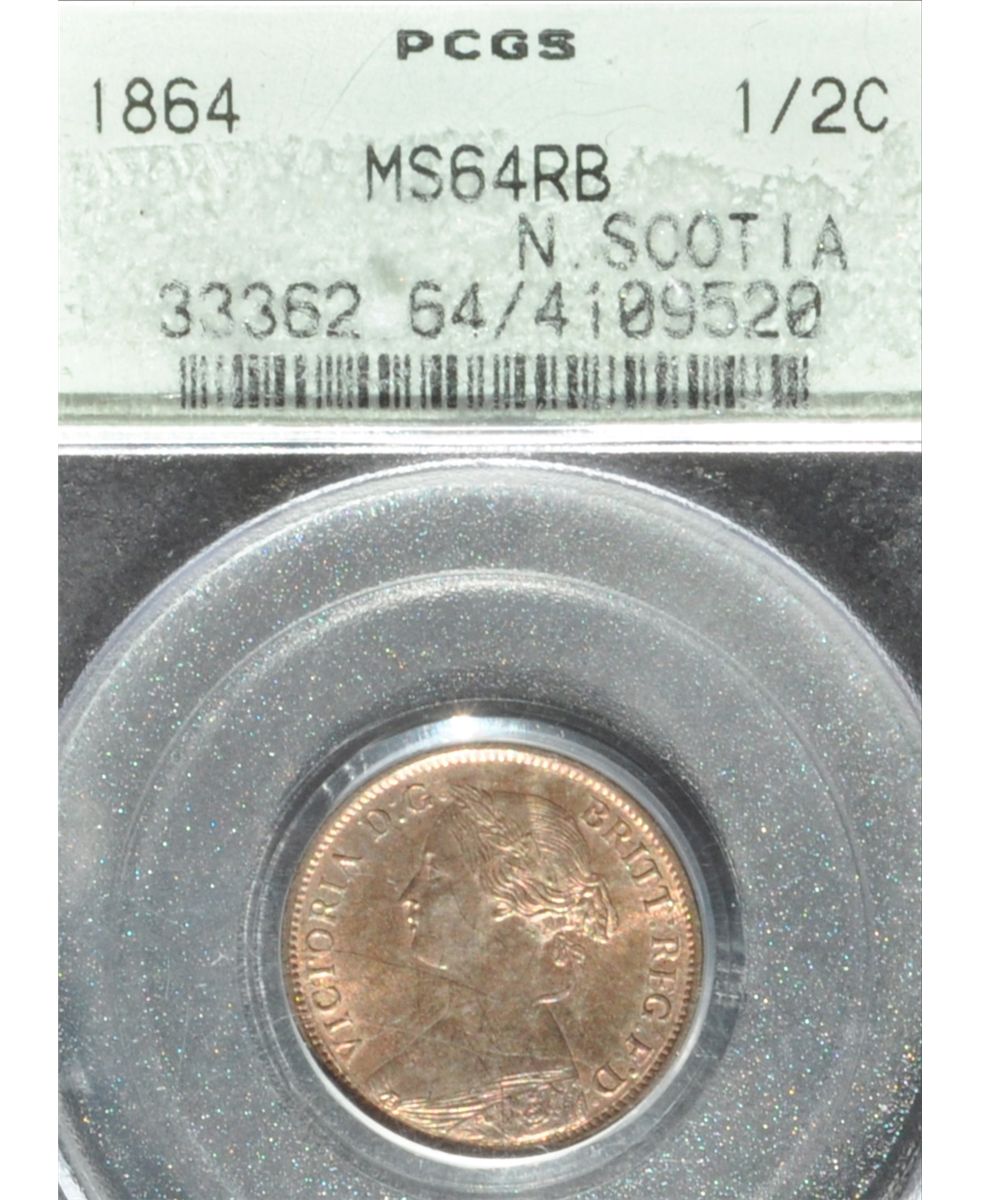 PCGS
1864 1/2C
MS64RB
N. SCOTIA
33362 64/4109520
VICTORIA D:G: BRITT: REG: F:D: